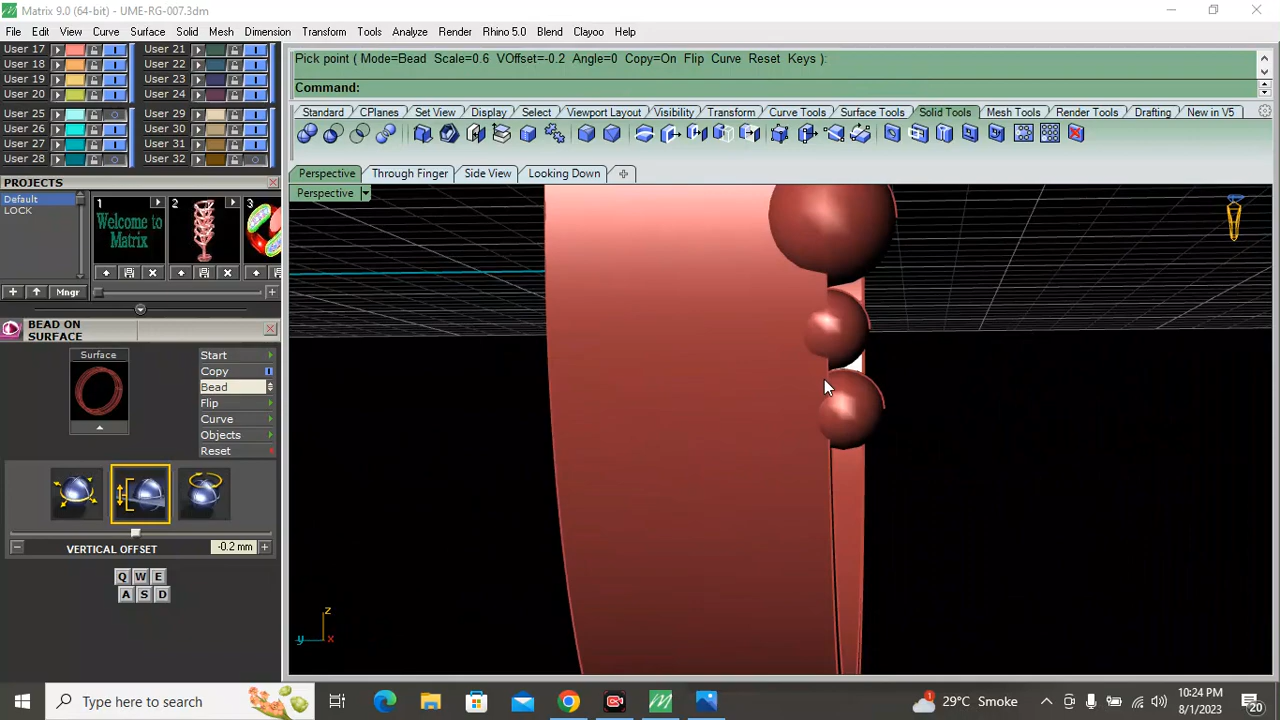 Matrix 9.0 (64-bit) - UME-RG-007.3dm
File Edit View Curve Surface Solid Mesh Dimension Transform Tools Analyze Render Rhino 5.0 Blend Clayoo Help
User 17 User 21
User 18 User 22
User 19 User 23
User 20 User 24
User 25 User 29
User 26 User 30
User 27 User 31
User 28 User 32
Pick point ( Mode=Bead Scale=0.6 VOffset=-0.2 Angle=0 Copy=On Flip Curve Reset Keys ):
Command:
Standard CPlanes Set View Display Select Viewport Layout Visibility Transform Curve Tools Surface Tools Solid Tools Mesh Tools Render Tools Drafting New in V5
Perspective Through Finger Side View Looking Down
Perspective
PROJECTS
Default
LOCK
1 2 3
Welcome to Matrix
Mngr
BEAD ON SURFACE
Surface
Start
Copy
Bead
Flip
Curve
Objects
Reset
VERTICAL OFFSET -0.2 mm
Q W E
A S D
z
y x
Type here to search
29°C Smoke
10:24 PM
8/1/2023
20